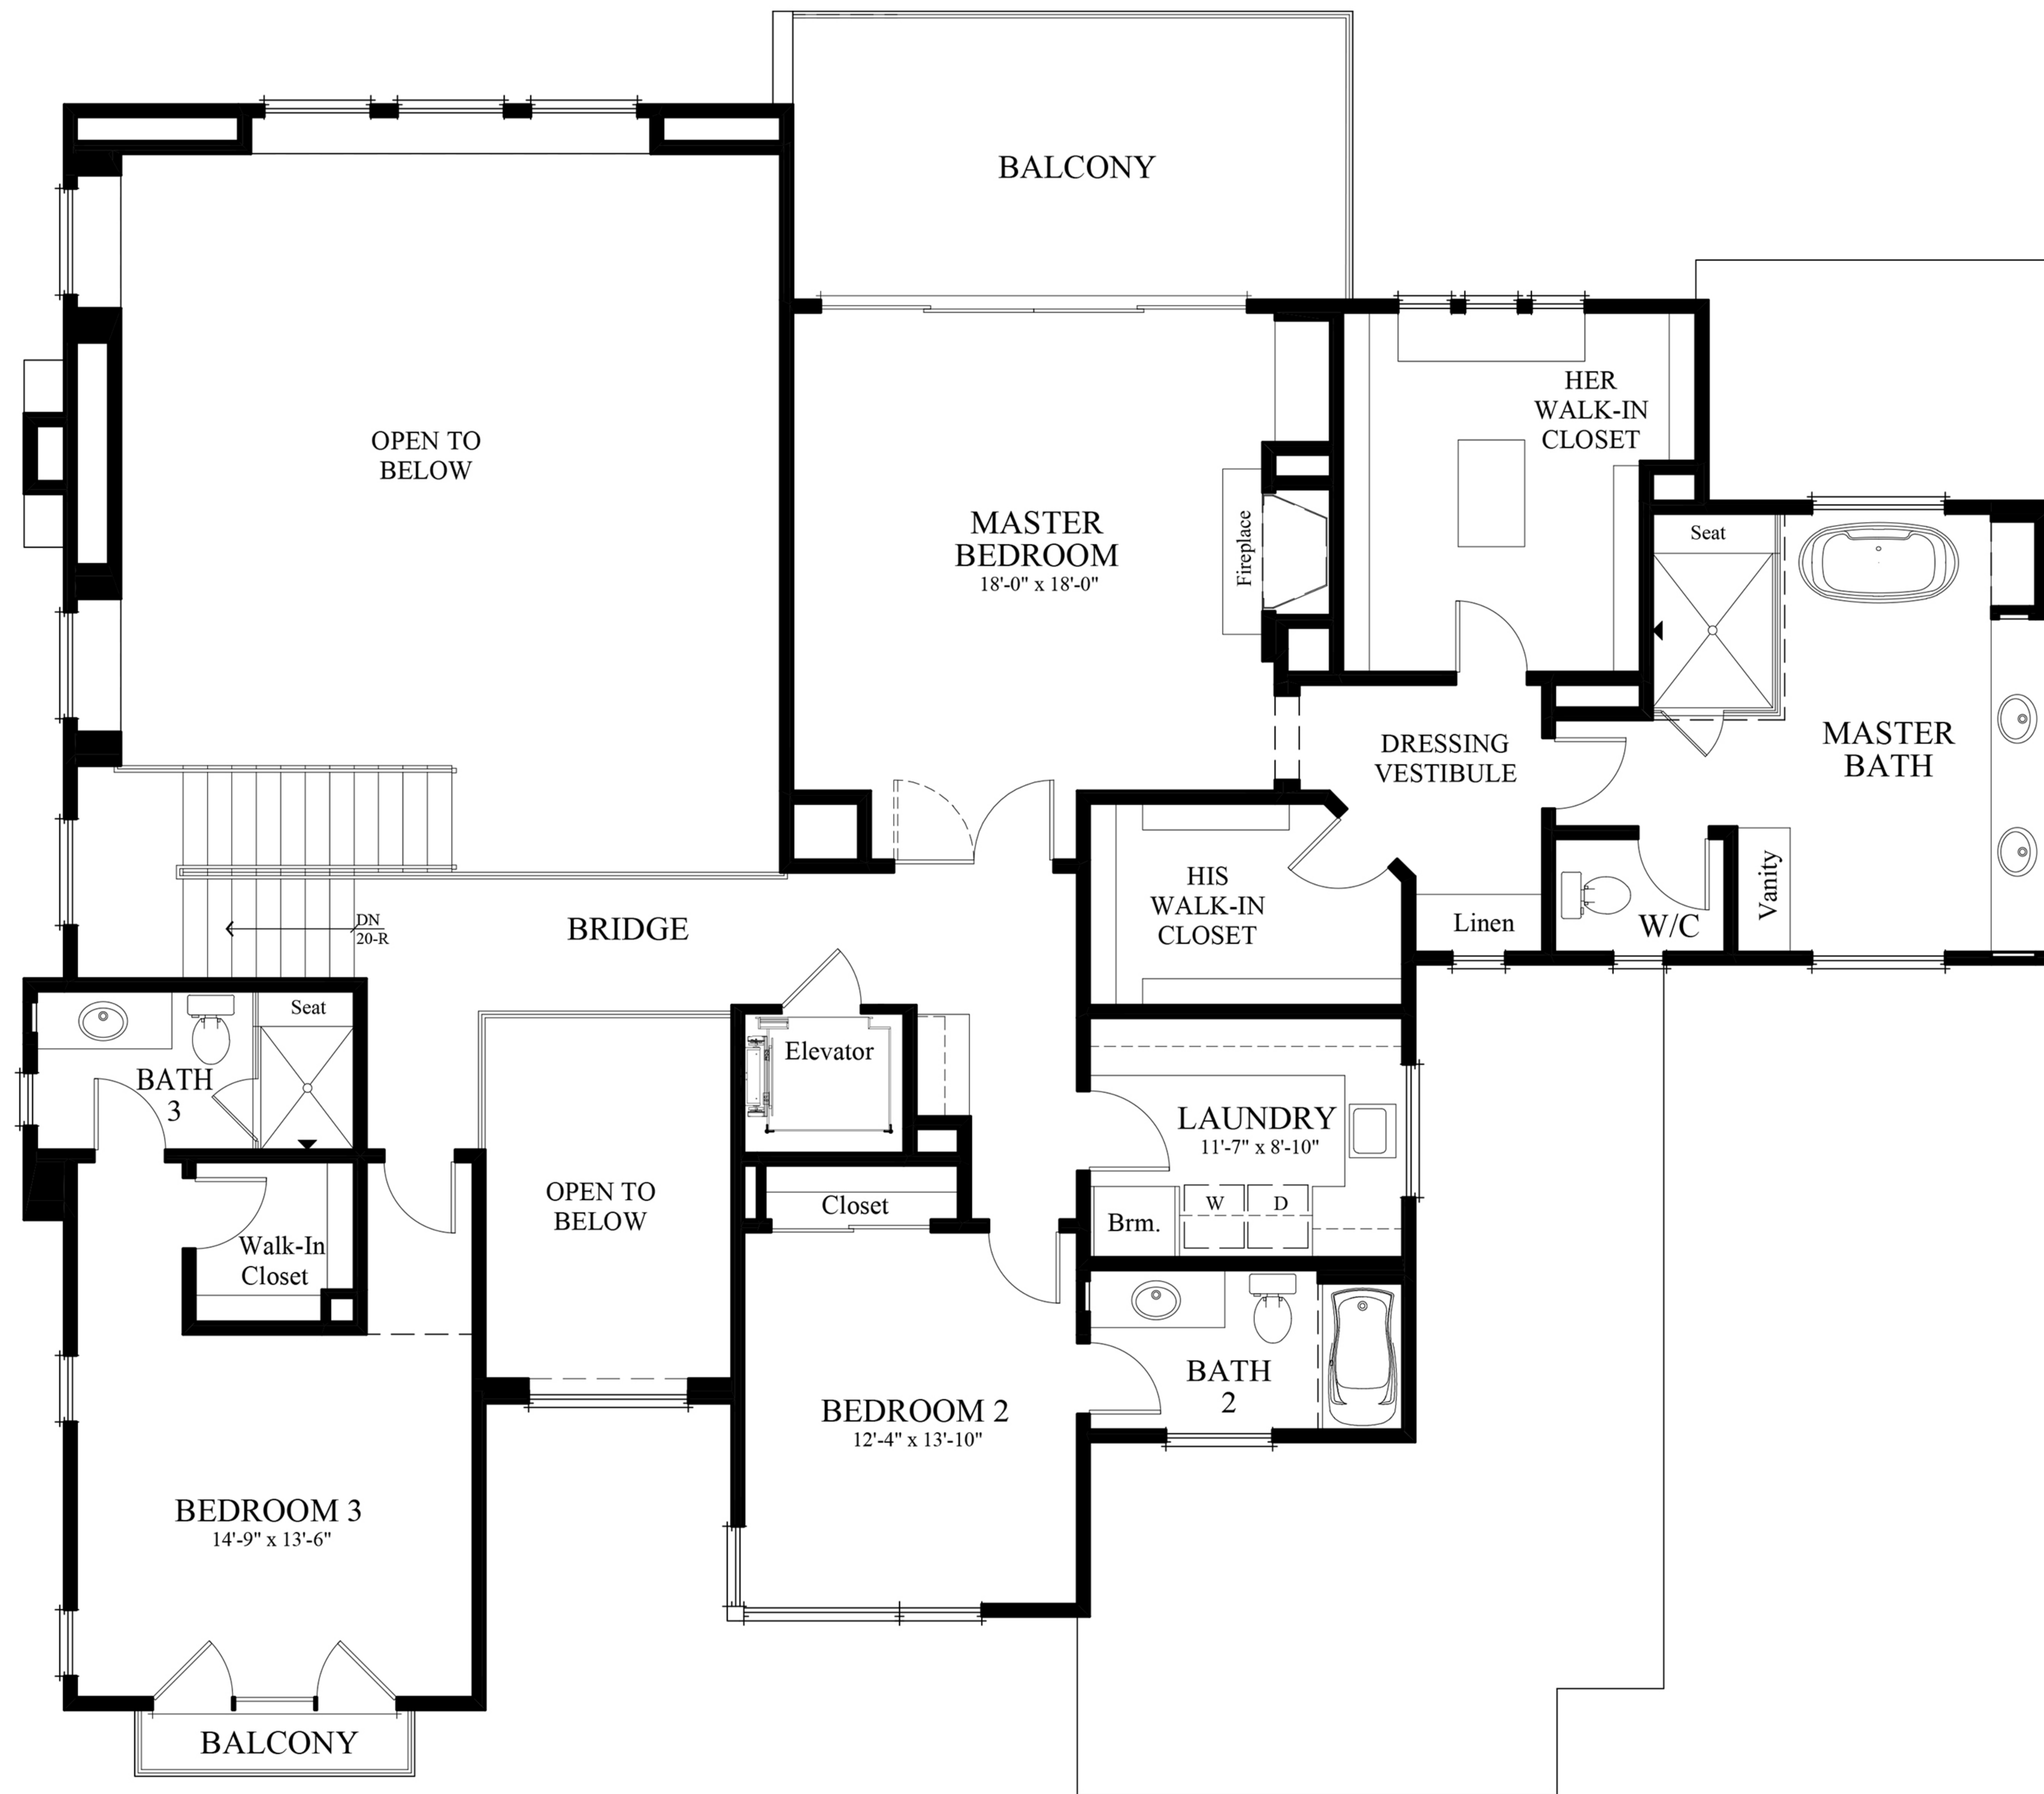 BALCONY
HER
WALK-IN
CLOSET
OPEN TO
BELOW
MASTER
BEDROOM
18'-0" x 18'-0"
Fireplace
Seat
DRESSING
VESTIBULE
MASTER
BATH
HIS
WALK-IN
CLOSET
Linen
W/C
Vanity
BRIDGE
DN
20-R
Seat
BATH
3
Elevator
LAUNDRY
11'-7" x 8'-10"
W
D
Brm.
OPEN TO
BELOW
Closet
Walk-In
Closet
BATH
2
BEDROOM 2
12'-4" x 13'-10"
BEDROOM 3
14'-9" x 13'-6"
BALCONY